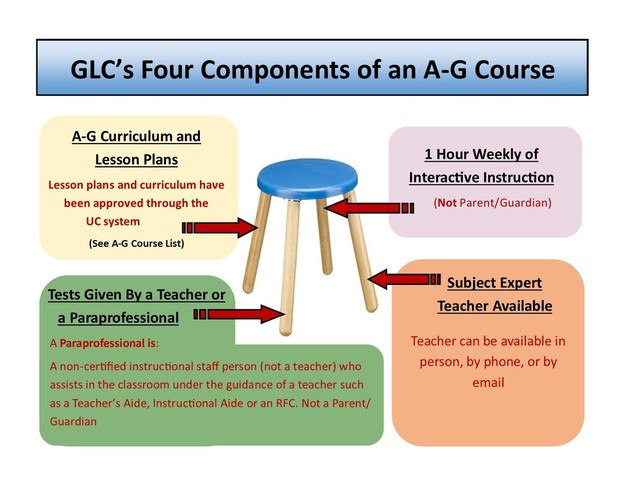 GLC’s Four Components of an A-G Course
A-G Curriculum and
Lesson Plans
Lesson plans and curriculum have
been approved through the
UC system
(See A-G Course List)
1 Hour Weekly of
Interactive Instruction
(Not Parent/Guardian)
Tests Given By a Teacher or
a Paraprofessional
A Paraprofessional is:
A non-certified instructional staff person (not a teacher) who
assists in the classroom under the guidance of a teacher such
as a Teacher’s Aide, Instructional Aide or an RFC. Not a Parent/
Guardian
Subject Expert
Teacher Available
Teacher can be available in
person, by phone, or by
email